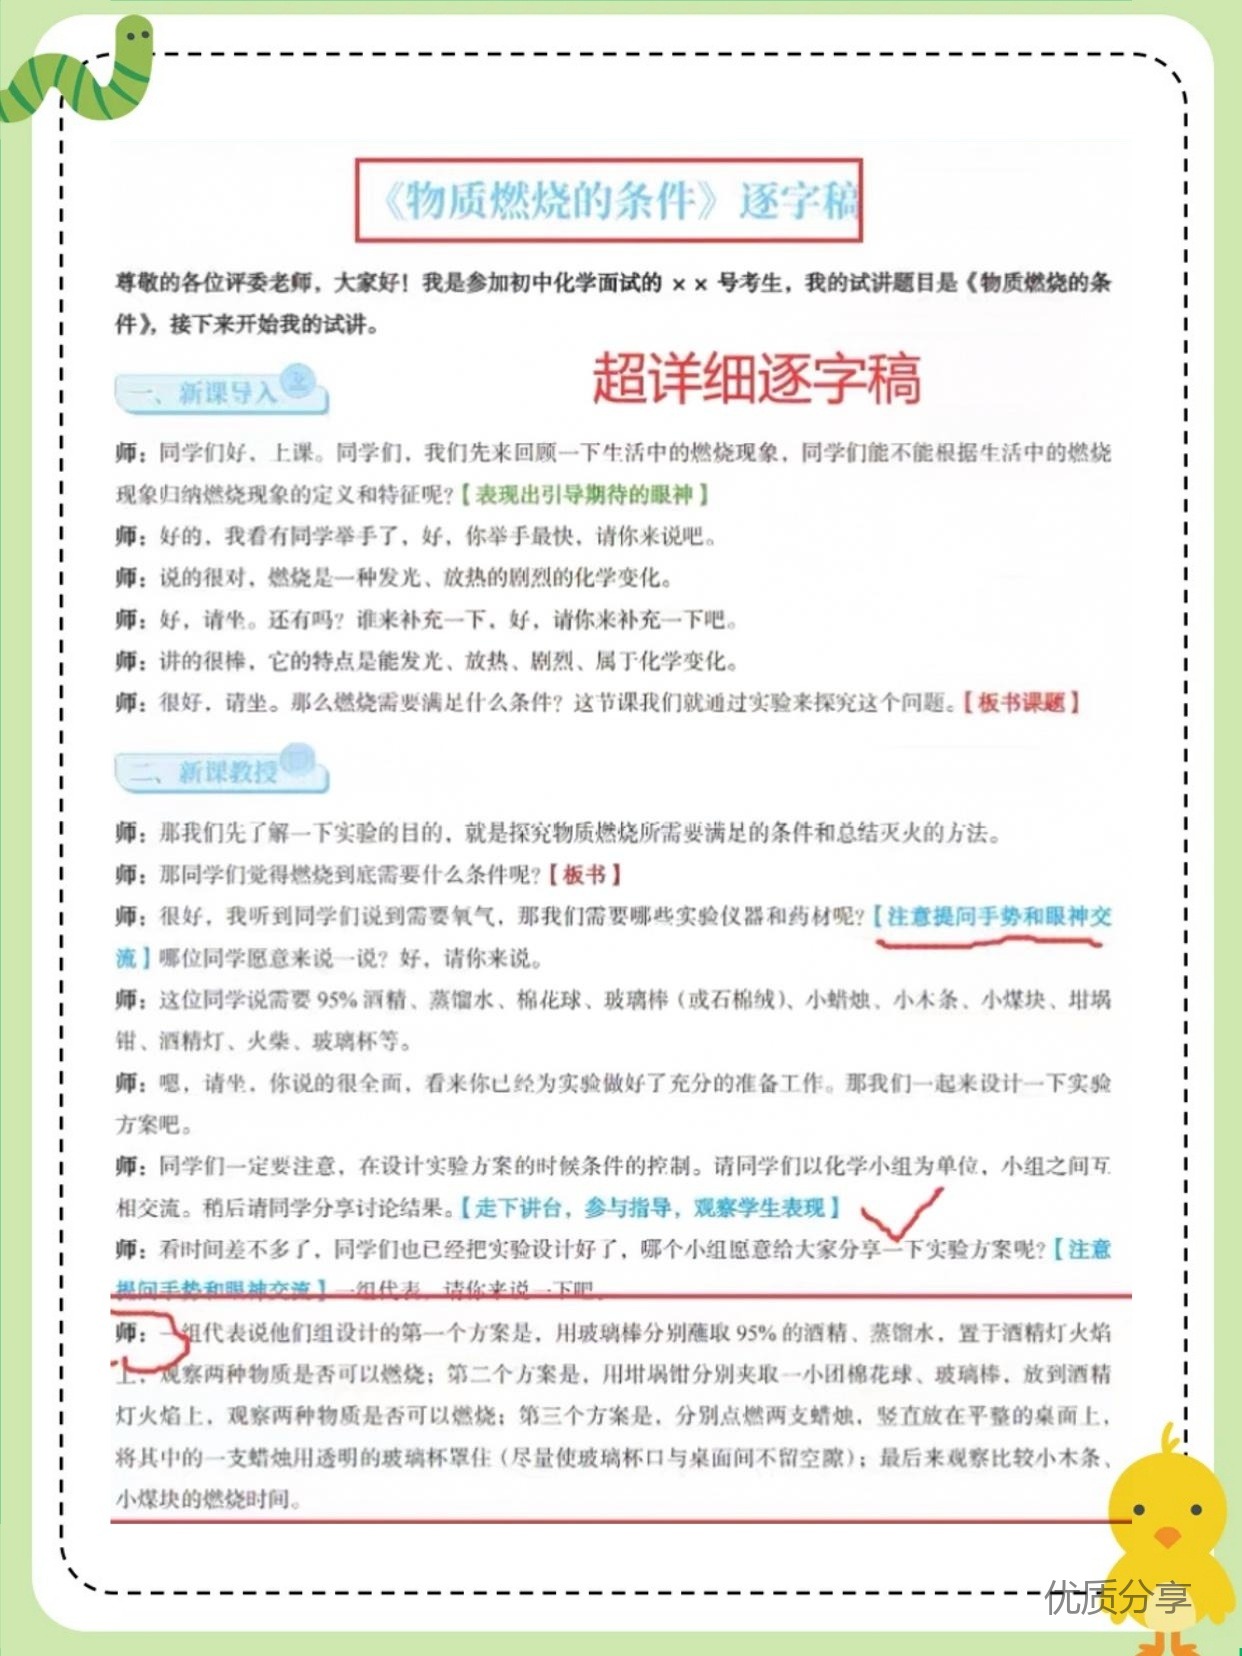 《物质燃烧的条件》逐字稿
尊敬的各位评委老师，大家好！我是参加初中化学面试的 ×× 号考生，我的试讲题目是《物质燃烧的条
件》，接下来开始我的试讲。
超详细逐字稿
一、新课导入
师：同学们好，上课。同学们，我们先来回顾一下生活中的燃烧现象，同学们能不能根据生活中的燃烧
现象归纳燃烧现象的定义和特征呢？【表现出引导期待的眼神】
师：好的，我看有同学举手了，好，你举手最快，请你来说吧。
师：说的很对，燃烧是一种发光、放热的剧烈的化学变化。
师：好，请坐。还有吗？谁来补充一下，好，请你来补充一下吧。
师：讲的很棒，它的特点是能发光、放热、剧烈、属于化学变化。
师：很好，请坐。那么燃烧需要满足什么条件？这节课我们就通过实验来探究这个问题。【板书课题】
二、新课教授
师：那我们先了解一下实验的目的，就是探究物质燃烧所需要满足的条件和总结灭火的方法。
师：那同学们觉得燃烧到底需要什么条件呢？【板书】
师：很好，我听到同学们说到需要氧气，那我们需要哪些实验仪器和药材呢？【注意提问手势和眼神交
流】哪位同学愿意来说一说？好，请你来说。
师：这位同学说需要 95% 酒精、蒸馏水、棉花球、玻璃棒（或石棉绒）、小蜡烛、小木条、小煤块、坩埚
钳、酒精灯、火柴、玻璃杯等。
师：嗯，请坐，你说的很全面，看来你已经为实验做好了充分的准备工作。那我们一起来设计一下实验
方案吧。
师：同学们一定要注意，在设计实验方案的时候条件的控制。请同学们以化学小组为单位，小组之间互
相交流。稍后请同学分享讨论结果。【走下讲台，参与指导，观察学生表现】
师：看时间差不多了，同学们也已经把实验设计好了，哪个小组愿意给大家分享一下实验方案呢？【注意
提问手势和眼神交流】一组代表，请你来说一下吧。
师：一组代表说他们组设计的第一个方案是，用玻璃棒分别蘸取 95% 的酒精、蒸馏水，置于酒精灯火焰
上，观察两种物质是否可以燃烧；第二个方案是，用坩埚钳分别夹取一小团棉花球、玻璃棒，放到酒精
灯火焰上，观察两种物质是否可以燃烧；第三个方案是，分别点燃两支蜡烛，竖直放在平整的桌面上，
将其中的一支蜡烛用透明的玻璃杯罩住（尽量使玻璃杯口与桌面间不留空隙）；最后来观察比较小木条、
小煤块的燃烧时间。
优质分享